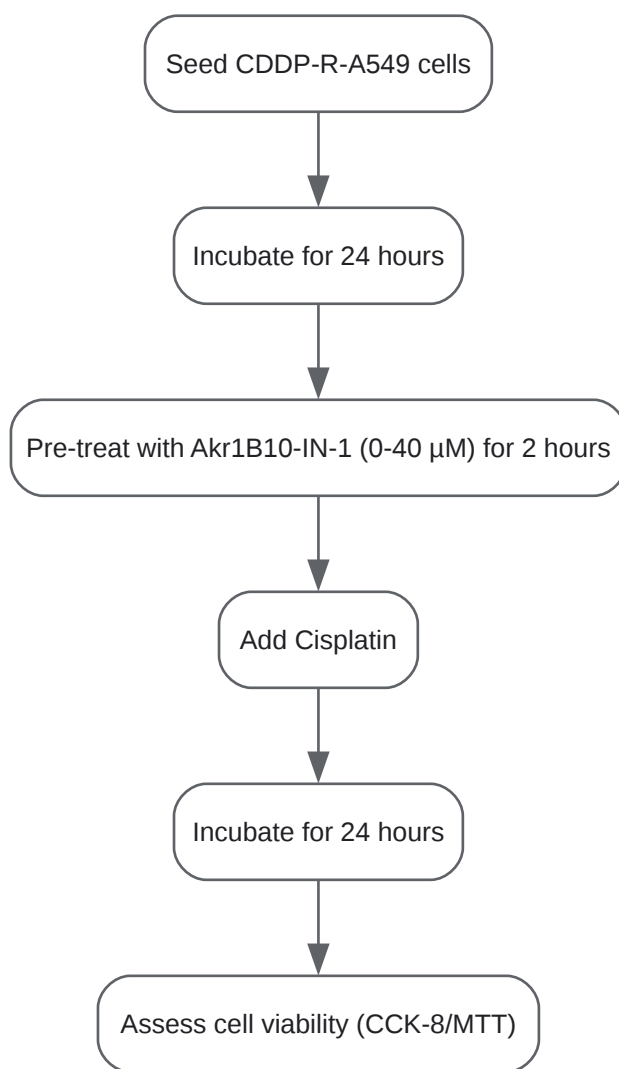 Seed CDDP-R-A549 cells
Incubate for 24 hours
Pre-treat with Akr1B10-IN-1 (0-40 µM) for 2 hours
Add Cisplatin
Incubate for 24 hours
Assess cell viability (CCK-8/MTT)